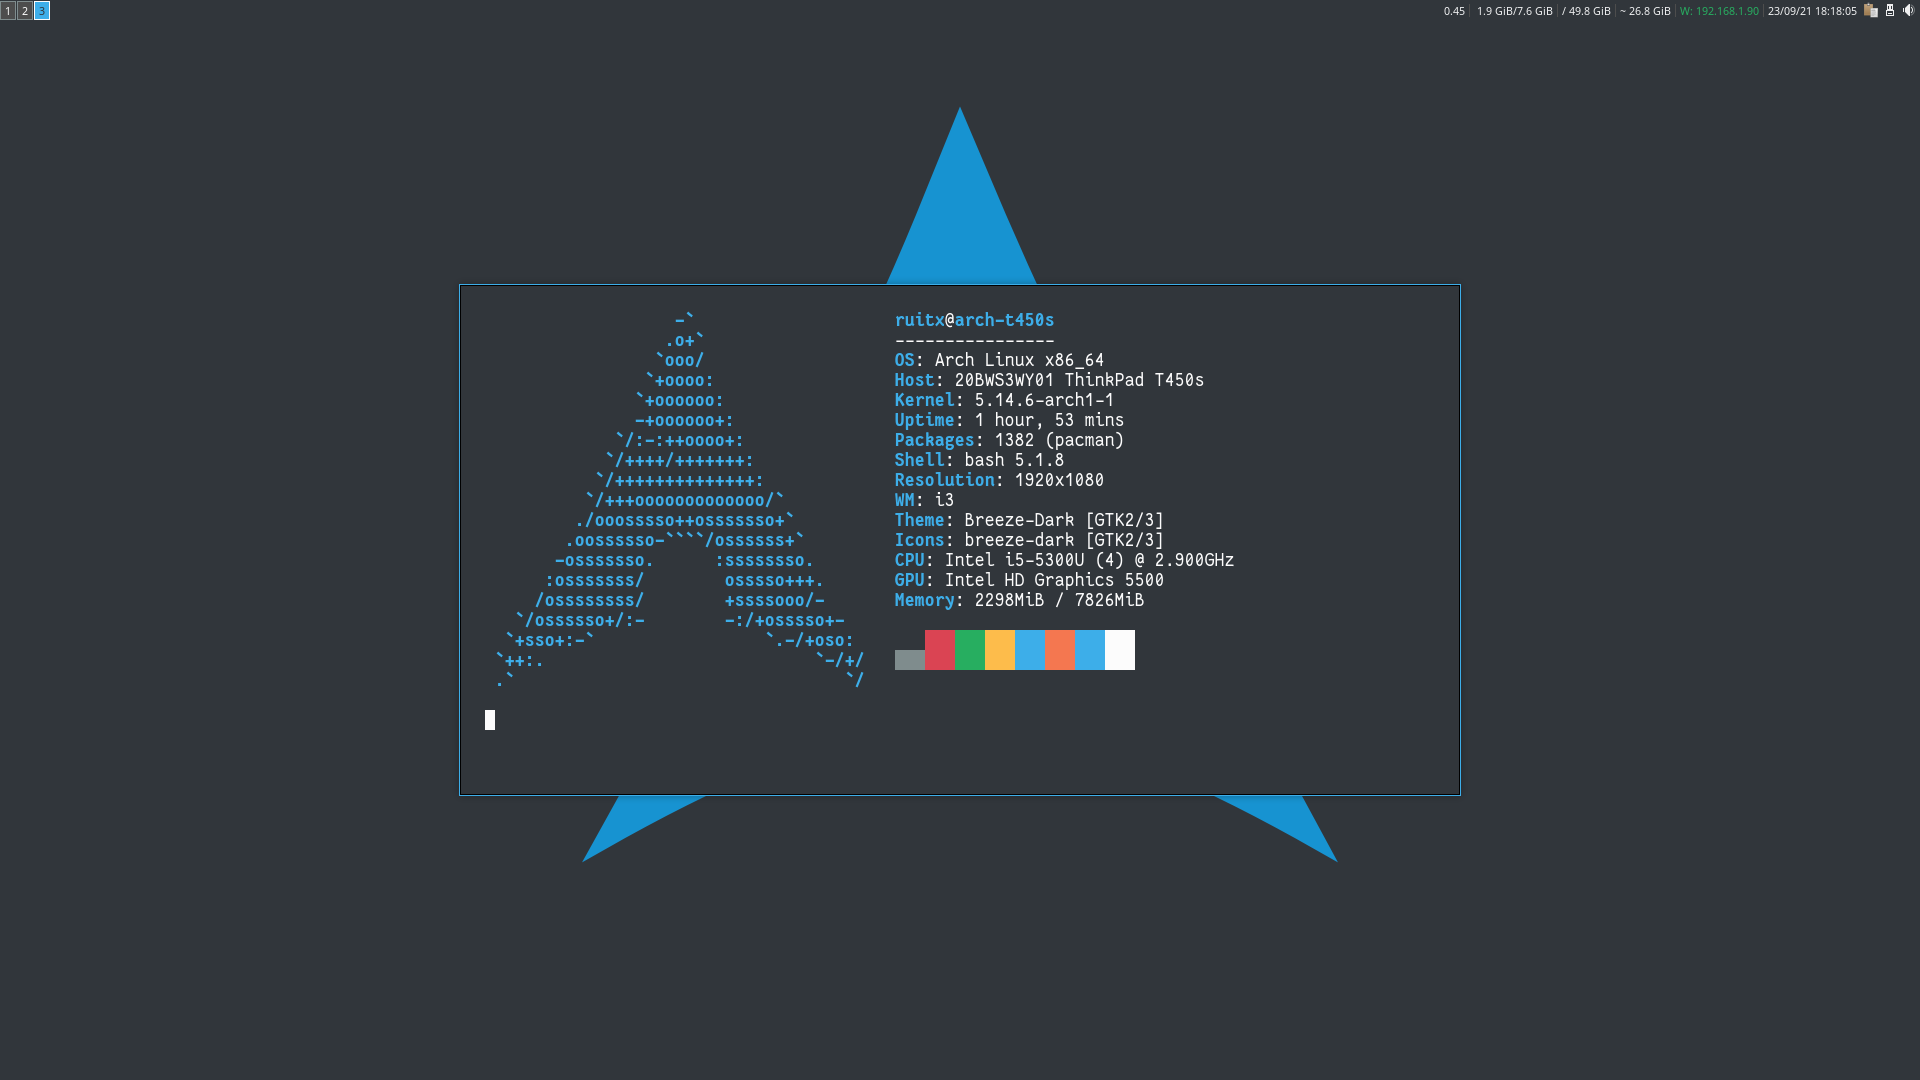 1 2 3
0.45 | 1.9 GiB/7.6 GiB | / 49.8 GiB | ~ 26.8 GiB | W: 192.168.1.90 | 23/09/21 18:18:05
                   -`
                  .o+`
                 `ooo/
                `+oooo:
               `+oooooo:
               -+oooooo+:
             `/:-:++oooo+:
            `/++++/+++++++:
           `/++++++++++++++:
          `/+++ooooooooooooo/`
         ./ooosssso++osssssso+`
        .oossssso-````/ossssss+`
       -osssssso.      :ssssssso.
      :osssssss/        osssso+++.
     /ossssssss/        +ssssooo/-
   `/ossssso+/:-        -:/+osssso+-
  `+sso+:-`                 `.-/+oso:
 `++:.                           `-/+/
 .`                                 `/
ruitx@arch-t450s
----------------
OS: Arch Linux x86_64
Host: 20BWS3WY01 ThinkPad T450s
Kernel: 5.14.6-arch1-1
Uptime: 1 hour, 53 mins
Packages: 1382 (pacman)
Shell: bash 5.1.8
Resolution: 1920x1080
WM: i3
Theme: Breeze-Dark [GTK2/3]
Icons: breeze-dark [GTK2/3]
CPU: Intel i5-5300U (4) @ 2.900GHz
GPU: Intel HD Graphics 5500
Memory: 2298MiB / 7826MiB